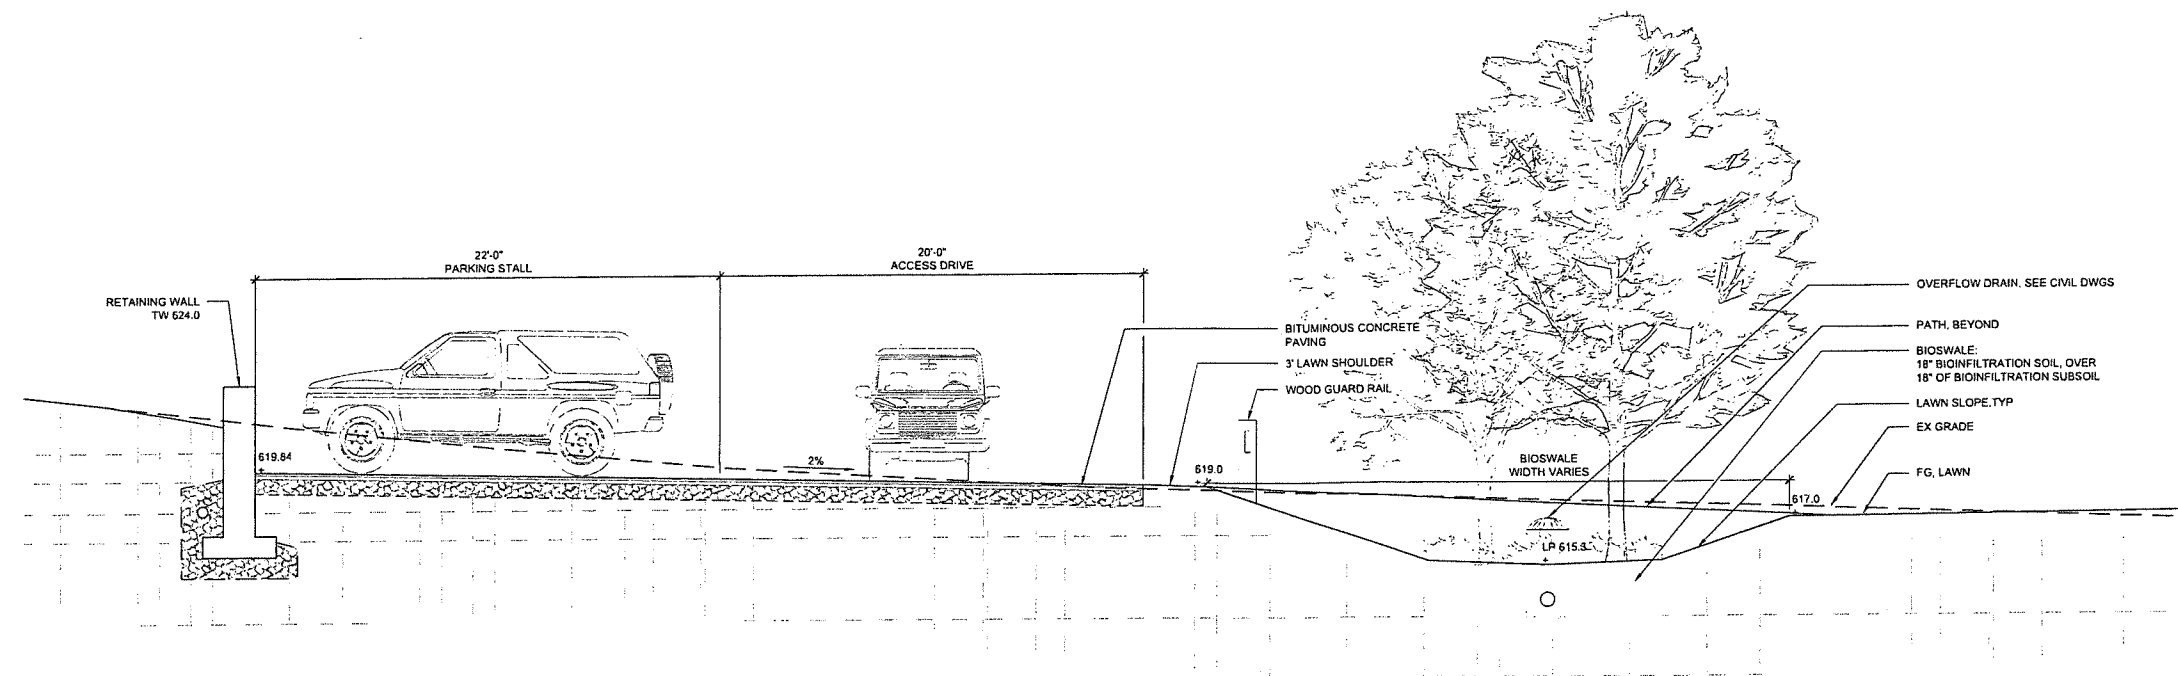 22'-0"
PARKING STALL
20'-0"
ACCESS DRIVE
RETAINING WALL
TW 624.0
OVERFLOW DRAIN, SEE CIVIL DWGS
BITUMINOUS CONCRETE
PAVING
PATH, BEYOND
3' LAWN SHOULDER
BIOSWALE:
18" BIOINFILTRATION SOIL, OVER
18" OF BIOINFILTRATION SUBSOIL
WOOD GUARD RAIL
LAWN SLOPE,TYP
EX GRADE
619.84
2%
619.0
BIOSWALE
WIDTH VARIES
FG, LAWN
617.0
LP 615.3